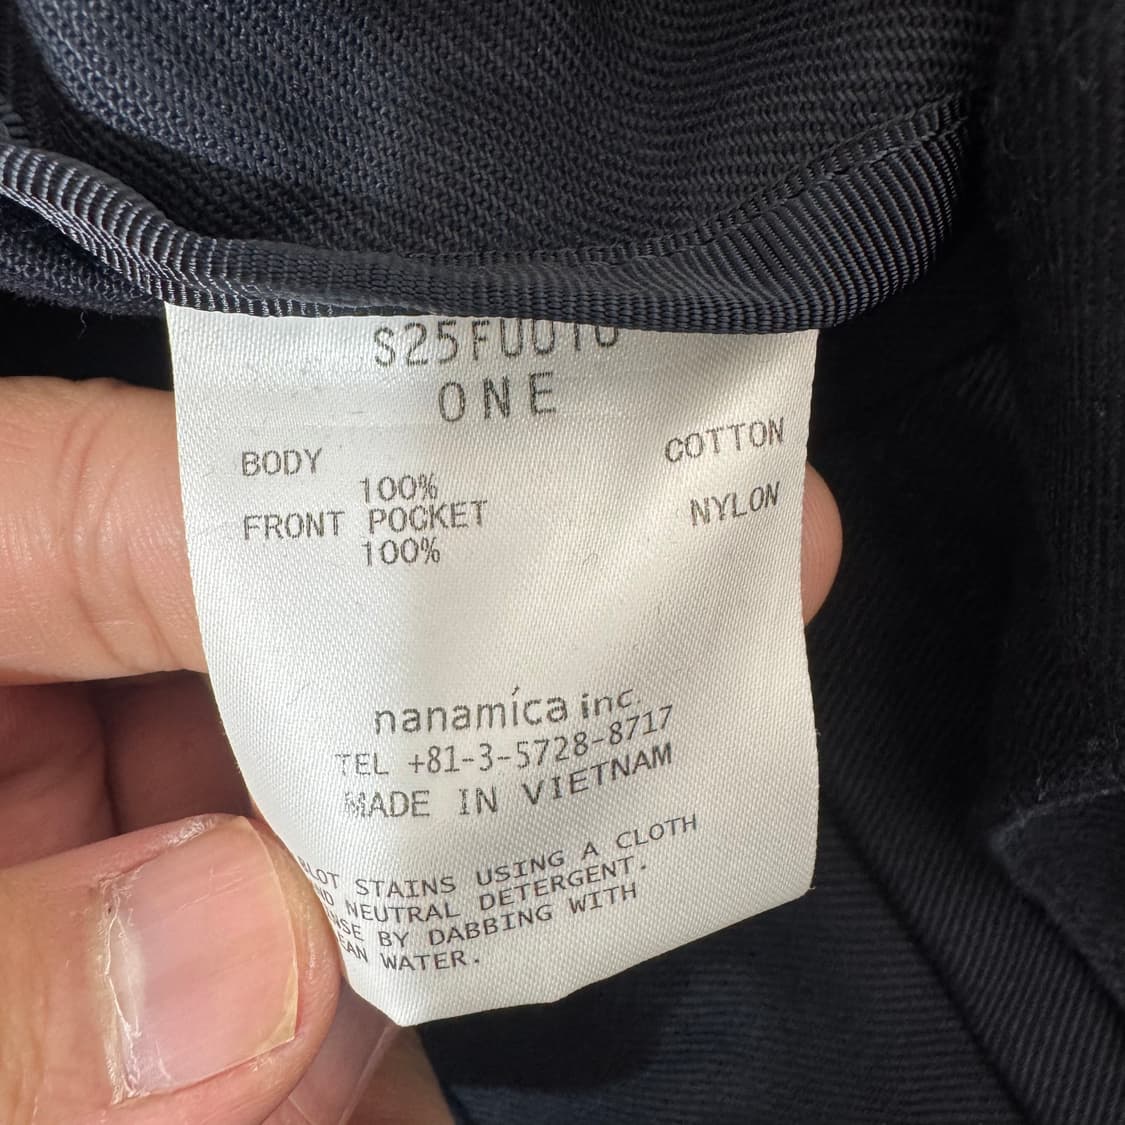 ONE
BODY COTTON
100%
FRONT POCKET NYLON
100%
nanamica inc.
TEL +81-3-5728-8717
MADE IN VIETNAM
STAINS USING A CLOTH
NEUTRAL DETERGENT.
BY DABBING WITH
WATER.